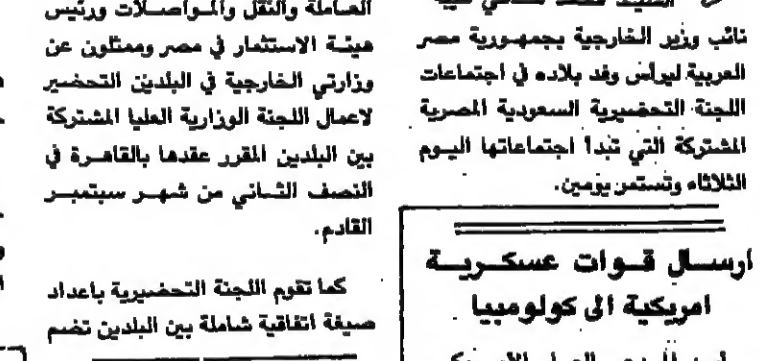 نائب وزير الخارجية بجمهورية مصر
العربية ليرأس وفد بلاده في اجتماعات
اللجنة التحضيرية السعودية المصرية
المشتركة التي تبدأ اجتماعاتها اليوم
الثلاثاء وتستمر يومين.
ارسال قوات عسكرية
امريكية الى كولومبيا
العاملة والنقل والمواصلات ورئيس
هيئة الاستثمار في مصر وممثلون عن
وزارتي الخارجية في البلدين التحضير
لاعمال اللجنة الوزارية العليا المشتركة
بين البلدين المقرر عقدها بالقاهرة في
النصف الثاني من شهر سبتمبر
القادم.
كما تقوم اللجنة التحضيرية باعداد
صيغة اتفاقية شاملة بين البلدين تضم